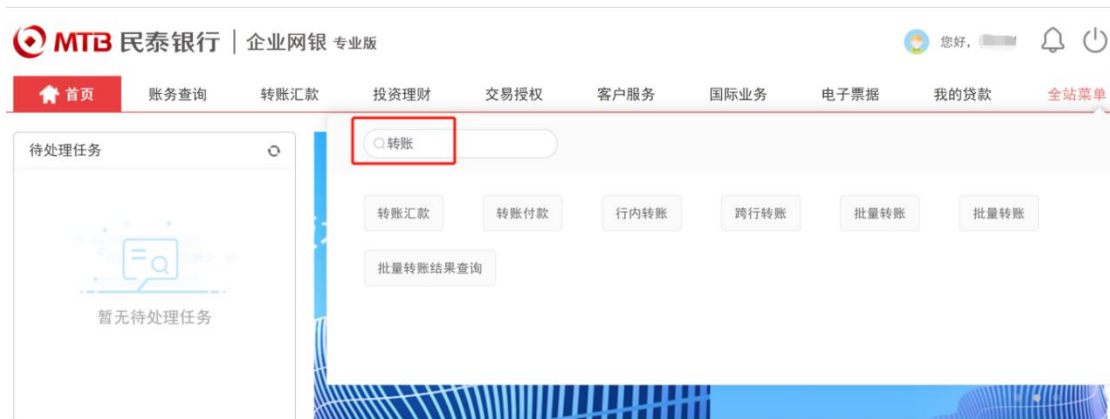 MTB 民泰银行 | 企业网银 专业版 您好,
首页 账务查询 转账汇款 投资理财 交易授权 客户服务 国际业务 电子票据 我的贷款 全站菜单
待处理任务
转账
转账汇款 转账付款 行内转账 跨行转账 批量转账 批量转账
批量转账结果查询
暂无待处理任务